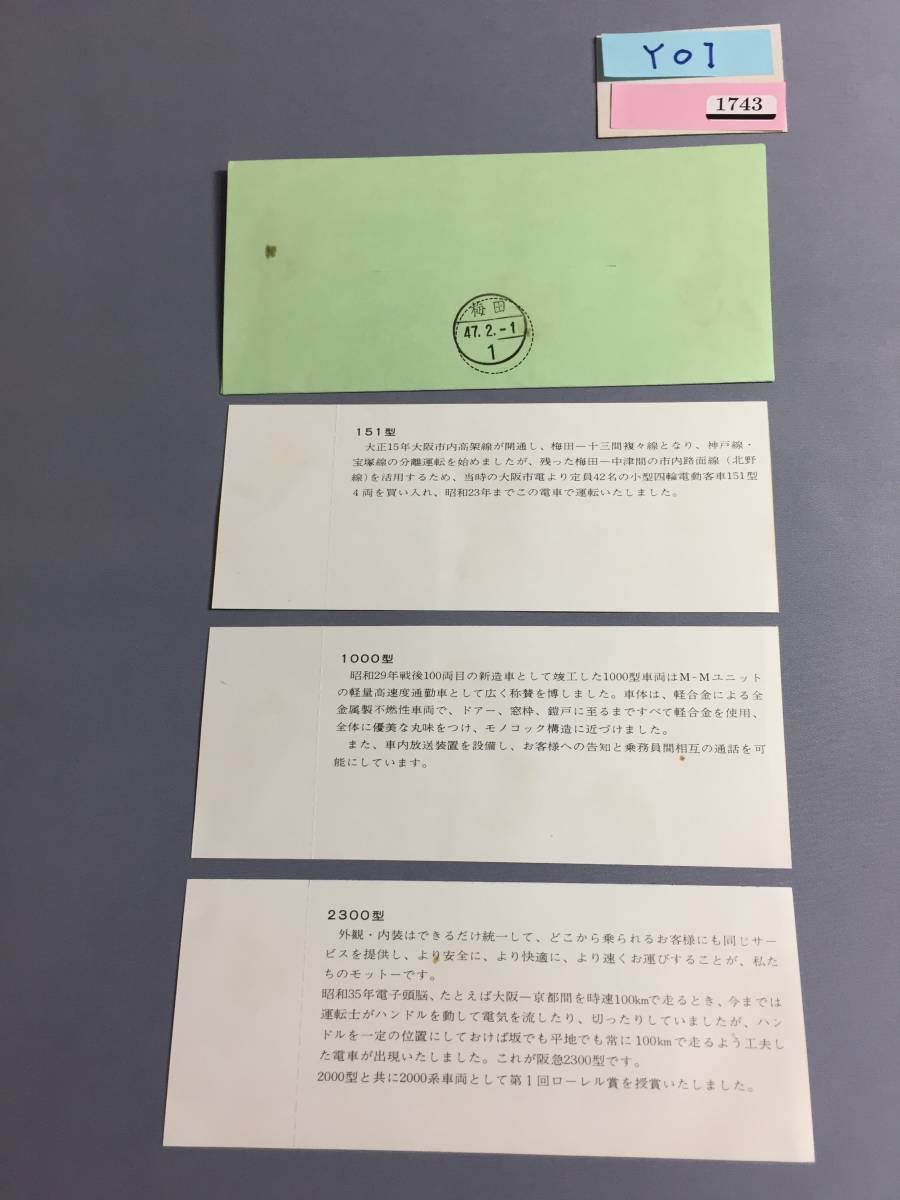 Y01
1743
梅田
47.2.-1
1
151型
大正15年大阪市内高架線が開通し、梅田―十三間複々線となり、神戸線・
宝塚線の分離運転を始めましたが、残った梅田―中津間の市内路面線(北野
線)を活用するため、当時の大阪市電より定員42名の小型四輪電動客車151型
4両を買い入れ、昭和23年までこの電車で運転いたしました。
1000型
昭和29年戦後100両目の新造車として竣工した1000型車両はM-Mユニット
の軽量高速度通勤車として広く称賛を博しました。車体は、軽合金による全
金属製不燃性車両で、ドアー、窓枠、鎧戸に至るまですべて軽合金を使用、
全体に優美な丸味をつけ、モノコック構造に近づけました。
また、車内放送装置を設備し、お客様への告知と乗務員間相互の通話を可
能にしています。
2300型
外観・内装はできるだけ統一して、どこから乗られるお客様にも同じサー
ビスを提供し、より安全に、より快適に、より速くお運びすることが、私た
ちのモットーです。
昭和35年電子頭脳、たとえば大阪―京都間を時速100kmで走るとき、今までは
運転士がハンドルを動して電気を流したり、切ったりしていましたが、ハン
ドルを一定の位置にしておけば坂でも平地でも常に100kmで走るよう工夫し
た電車が出現いたしました。これが阪急2300型です。
2000型と共に2000系車両として第1回ローレル賞を授賞いたしました。